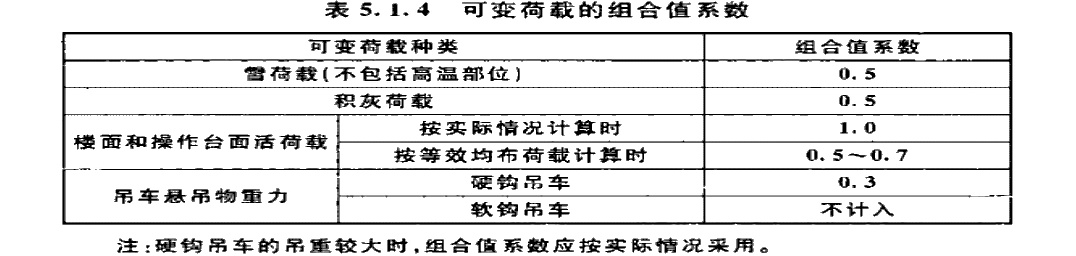 表 5.1.4 可变荷载的组合值系数
可变荷载种类 组合值系数
雪荷载(不包括高温部位) 0.5
积灰荷载 0.5
楼面和操作台面活荷载 按实际情况计算时 1.0
按等效均布荷载计算时 0.5~0.7
吊车悬吊物重力 硬钩吊车 0.3
软钩吊车 不计入
注:硬钩吊车的吊重较大时,组合值系数应按实际情况采用。